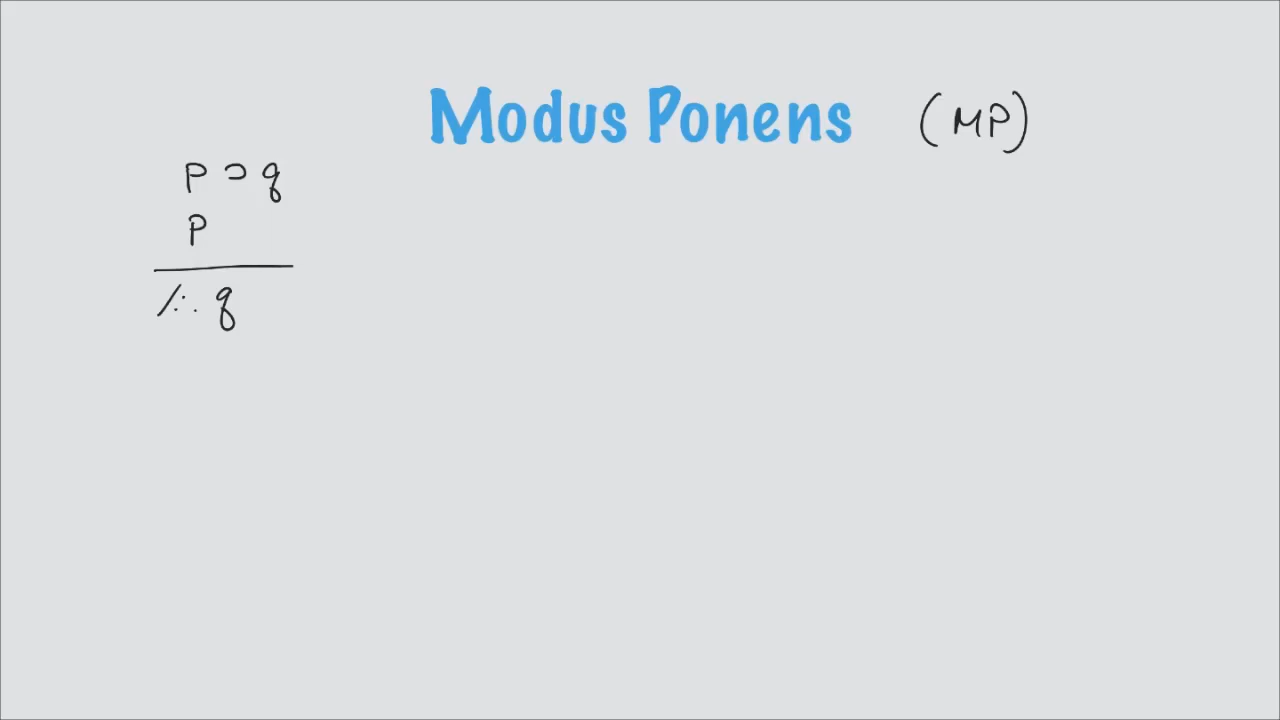 Modus Ponens (MP)
P ⊃ q
P
/∴ q